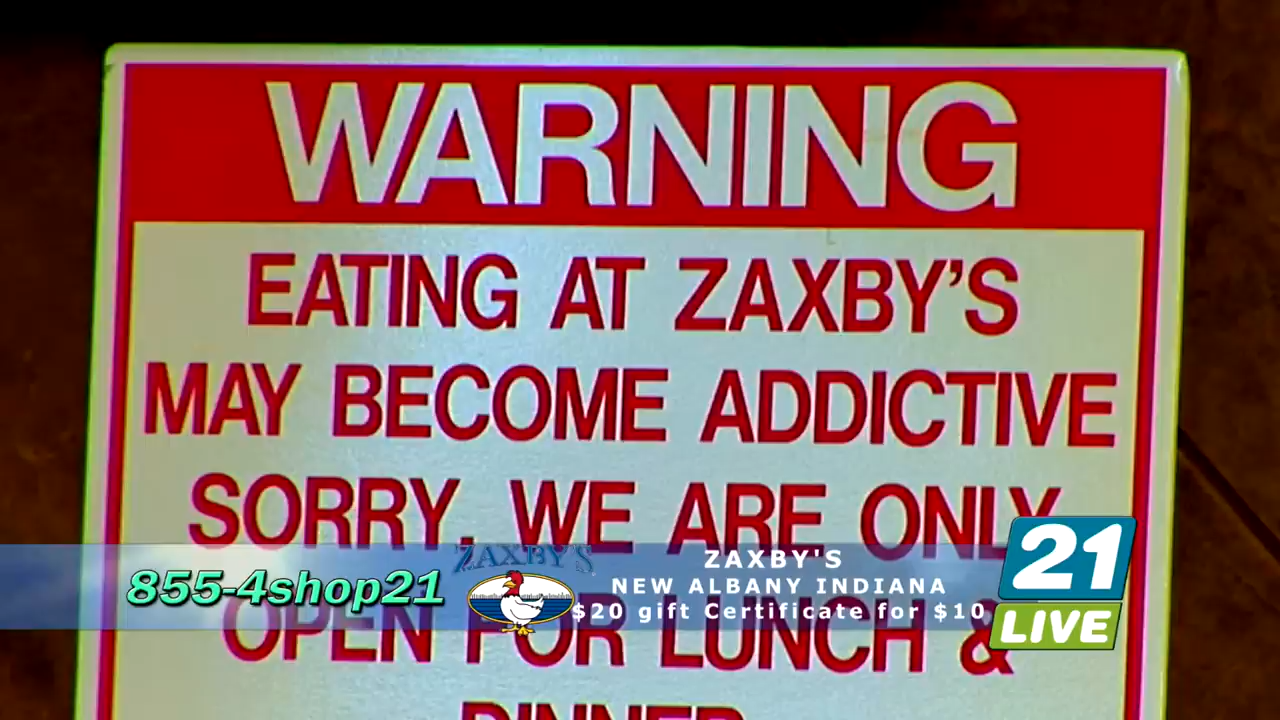 WARNING
EATING AT ZAXBY'S
MAY BECOME ADDICTIVE
SORRY, WE ARE ONLY
OPEN FOR LUNCH &
DINNER
855-4shop21
ZAXBY'S
ZAXBY'S
NEW ALBANY INDIANA
$20 gift Certificate for $10
21
LIVE